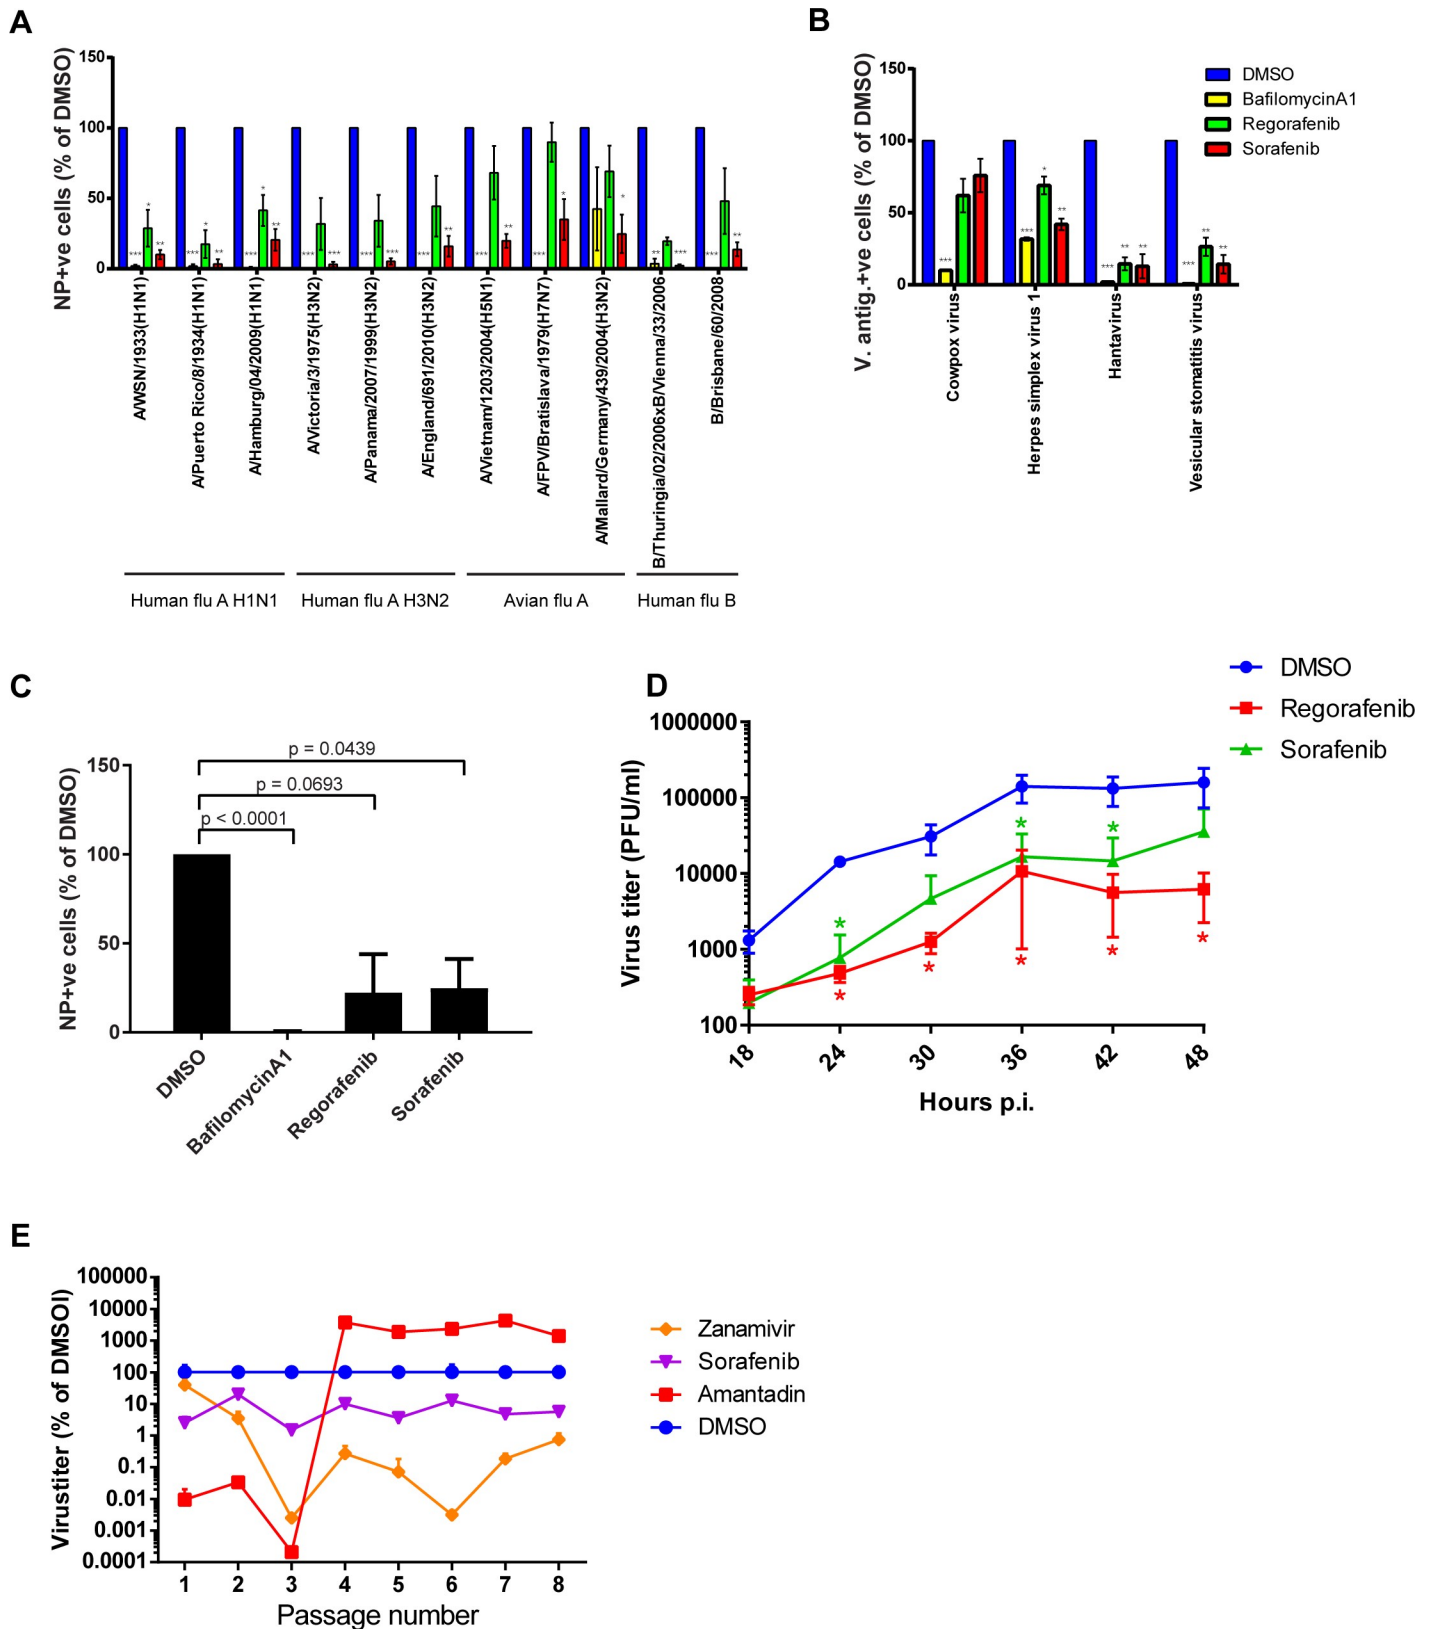 A
NP+ve cells (% of DMSO)
150
100
50
0
*** * **
*** * **
*** * **
*** ***
*** ***
*** **
*** **
*** *
*
** ***
*** **
A/WSN/1933(H1N1)
A/Puerto Rico/8/1934(H1N1)
A/Hamburg/04/2009(H1N1)
A/Victoria/3/1975(H3N2)
A/Panama/2007/1999(H3N2)
A/England/691/2010(H3N2)
A/Vietnam/1203/2004(H5N1)
A/FPV/Bratislava/1979(H7N7)
A/Mallard/Germany/439/2004(H3N2)
B/Thuringia/02/2006xB/Vienna/33/2006
B/Brisbane/60/2008
Human flu A H1N1
Human flu A H3N2
Avian flu A
Human flu B
B
V. antig.+ve cells (% of DMSO)
150
100
50
0
***
*** * **
*** ** **
*** ** **
Cowpox virus
Herpes simplex virus 1
Hantavirus
Vesicular stomatitis virus
DMSO
BafilomycinA1
Regorafenib
Sorafenib
C
NP+ve cells (% of DMSO)
150
100
50
0
p = 0.0439
p = 0.0693
p < 0.0001
DMSO
BafilomycinA1
Regorafenib
Sorafenib
D
Virus titer (PFU/ml)
1000000
100000
10000
1000
100
* * *
* * * * *
18
24
30
36
42
48
Hours p.i.
DMSO
Regorafenib
Sorafenib
E
Virustiter (% of DMSOl)
100000
10000
1000
100
10
1
0.1
0.01
0.001
0.0001
1 2 3 4 5 6 7 8
Passage number
Zanamivir
Sorafenib
Amantadin
DMSO